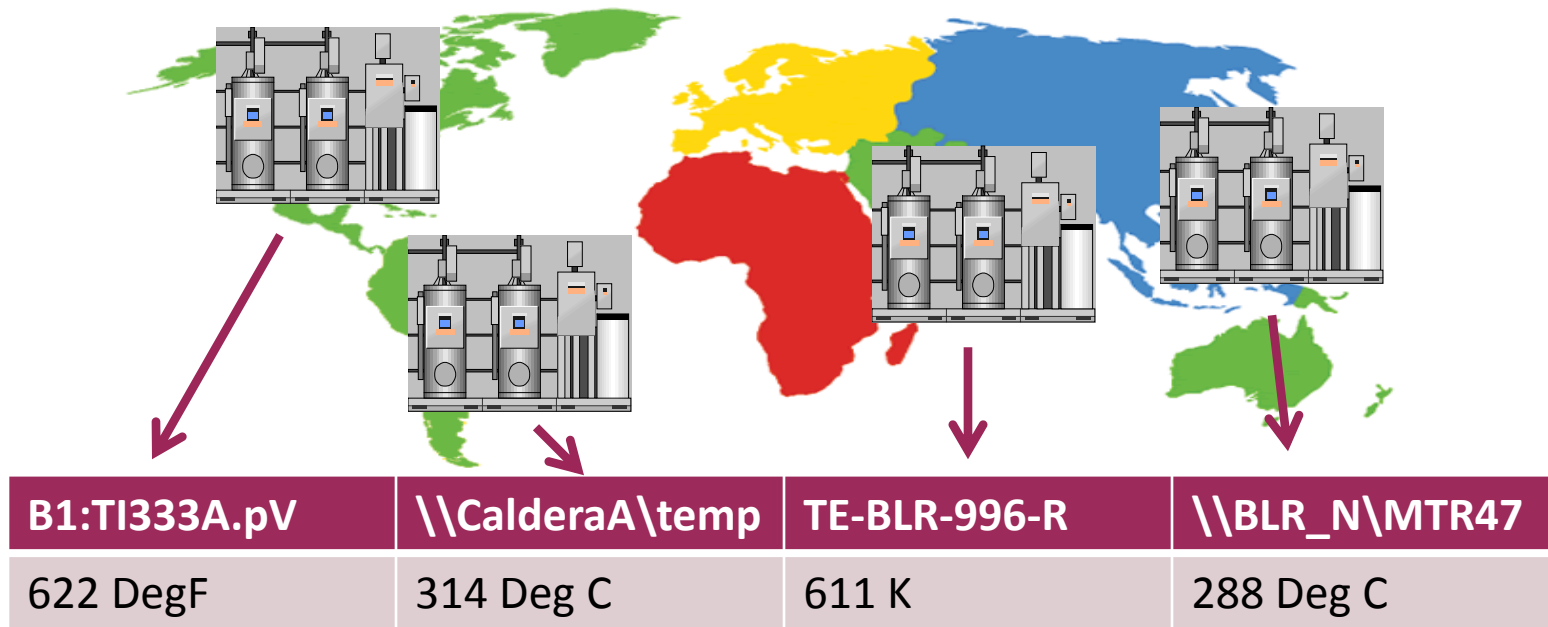 B1:TI333A.pV
\\CalderaA\temp
TE-BLR-996-R
\\BLR_N\MTR47
622 DegF
314 Deg C
611 K
288 Deg C